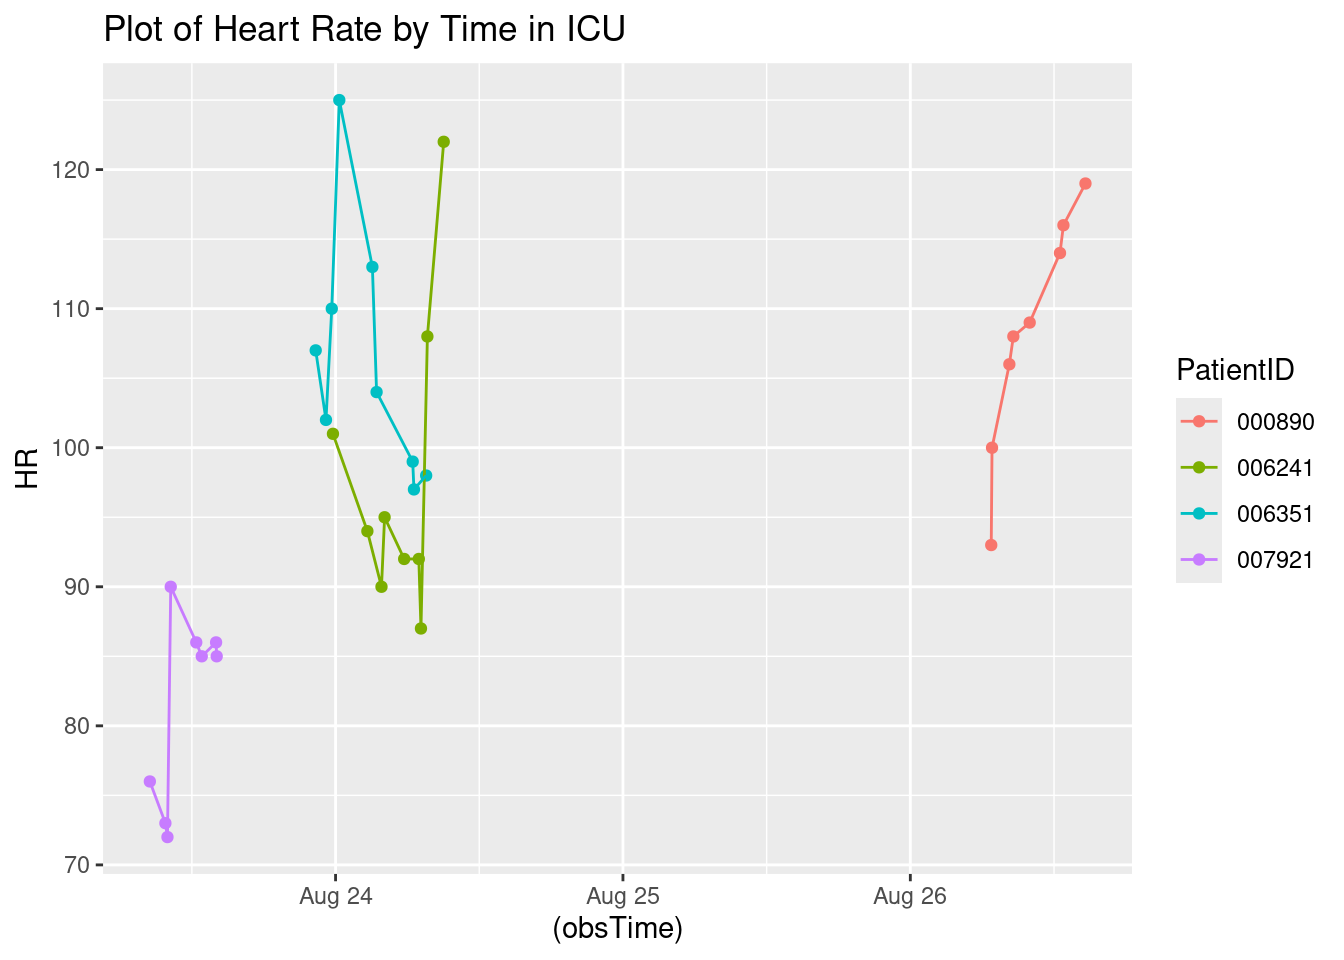 Plot of Heart Rate by Time in ICU
HR
120
110
100
90
80
70
Aug 24 Aug 25 Aug 26
(obsTime)
PatientID
000890
006241
006351
007921